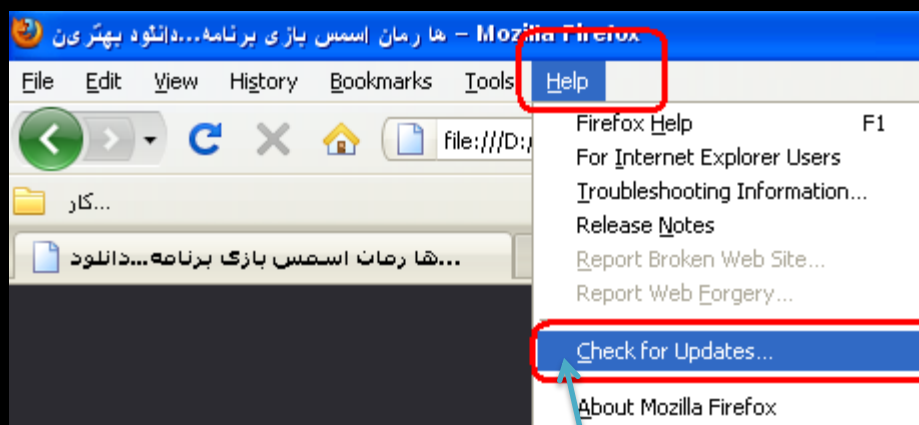 ها رمان اسمس بازی برنامه...دانلود بهتری ن - Mozilla Firefox
File Edit View History Bookmarks Tools Help
file:///D:/
...کار
...ها رمان اسمس بازی برنامه...دانلود
Firefox Help F1
For Internet Explorer Users
Troubleshooting Information...
Release Notes
Report Broken Web Site...
Report Web Forgery...
Check for Updates...
About Mozilla Firefox